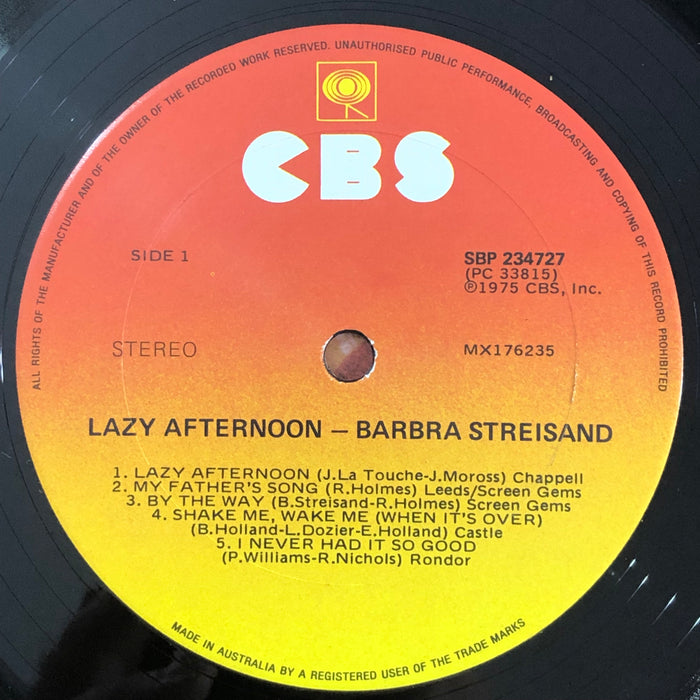 ALL RIGHTS OF THE MANUFACTURER AND OF THE OWNER OF THE RECORDED WORK RESERVED. UNAUTHORISED PUBLIC PERFORMANCE, BROADCASTING AND COPYING OF THIS RECORD PROHIBITED
CBS
SIDE 1
SBP 234727
(PC 33815)
℗1975 CBS, Inc.
STEREO
MX176235
LAZY AFTERNOON – BARBRA STREISAND
1. LAZY AFTERNOON (J.La Touche-J.Moross) Chappell
2. MY FATHER'S SONG (R.Holmes) Leeds/Screen Gems
3. BY THE WAY (B.Streisand-R.Holmes) Screen Gems
4. SHAKE ME, WAKE ME (WHEN IT'S OVER)
(B.Holland-L.Dozier-E.Holland) Castle
5. I NEVER HAD IT SO GOOD
(P.Williams-R.Nichols) Rondor
MADE IN AUSTRALIA BY A REGISTERED USER OF THE TRADE MARKS